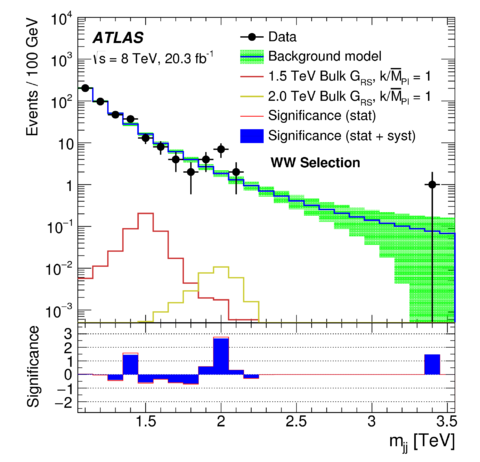 10⁴
10³
10²
10
1
10⁻¹
10⁻²
10⁻³
Events / 100 GeV
ATLAS
√s = 8 TeV, 20.3 fb⁻¹
Data
Background model
1.5 TeV Bulk G_RS, k/M̅_Pl = 1
2.0 TeV Bulk G_RS, k/M̅_Pl = 1
Significance (stat)
Significance (stat + syst)
WW Selection
Significance
3
2
1
0
-1
-2
1.5 2 2.5 3 3.5
m_jj [TeV]